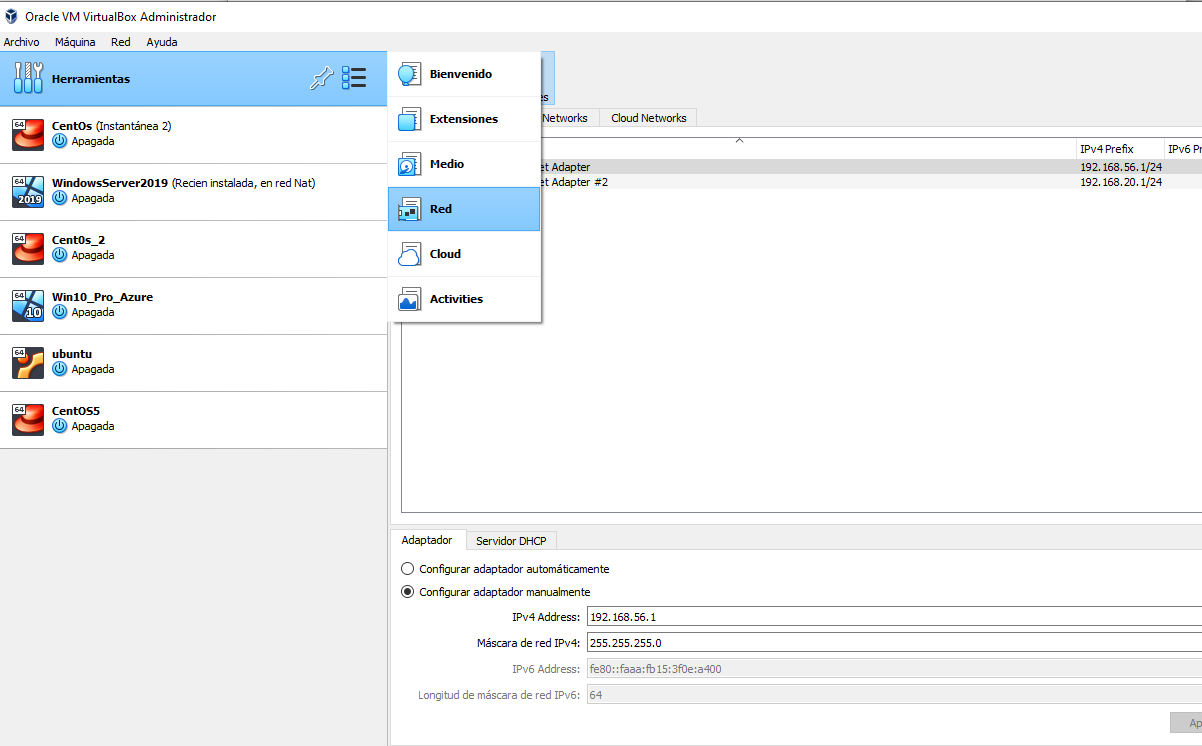 Oracle VM VirtualBox Administrador
Archivo Máquina Red Ayuda
Herramientas
64
CentOs (Instantánea 2)
Apagada
64
2019
WindowsServer2019 (Recien instalada, en red Nat)
Apagada
64
CentOs_2
Apagada
64
10
Win10_Pro_Azure
Apagada
64
ubuntu
Apagada
64
CentOS5
Apagada
Bienvenido
Extensiones
Medio
Red
Cloud
Activities
es
Networks Cloud Networks
IPv4 Prefix IPv6 Pr
et Adapter 192.168.56.1/24
et Adapter #2 192.168.20.1/24
Adaptador Servidor DHCP
Configurar adaptador automáticamente
Configurar adaptador manualmente
IPv4 Address: 192.168.56.1
Máscara de red IPv4: 255.255.255.0
IPv6 Address: fe80::faaa:fb15:3f0e:a400
Longitud de máscara de red IPv6: 64
Ap